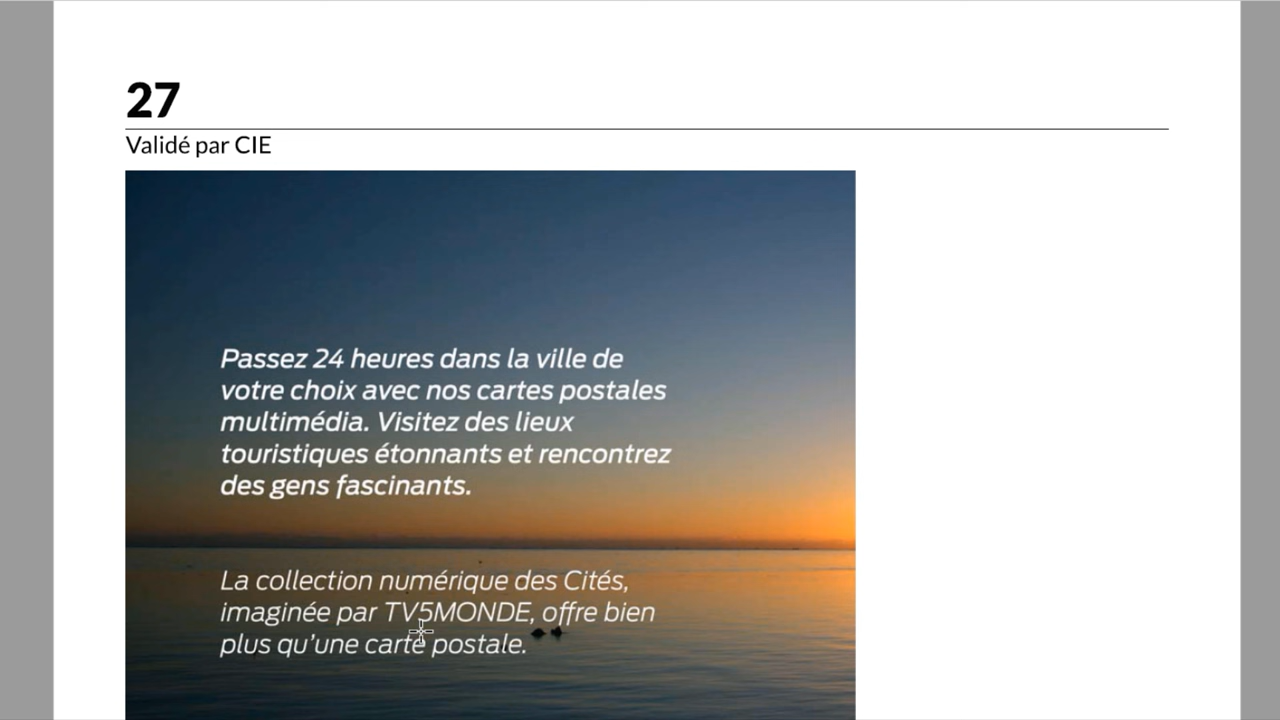 27
Validé par CIE
Passez 24 heures dans la ville de
votre choix avec nos cartes postales
multimédia. Visitez des lieux
touristiques étonnants et rencontrez
des gens fascinants.
La collection numérique des Cités,
imaginée par TV5MONDE, offre bien
plus qu’une carte postale.